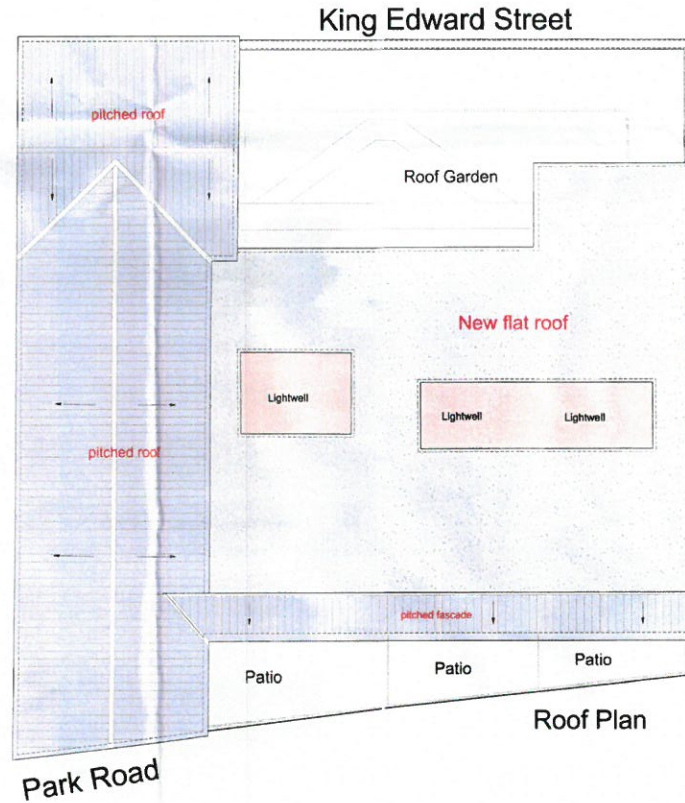 King Edward Street
pitched roof
Roof Garden
New flat roof
Lightwell
Lightwell
Lightwell
pitched roof
pitched fascade
Patio
Patio
Patio
Roof Plan
Park Road